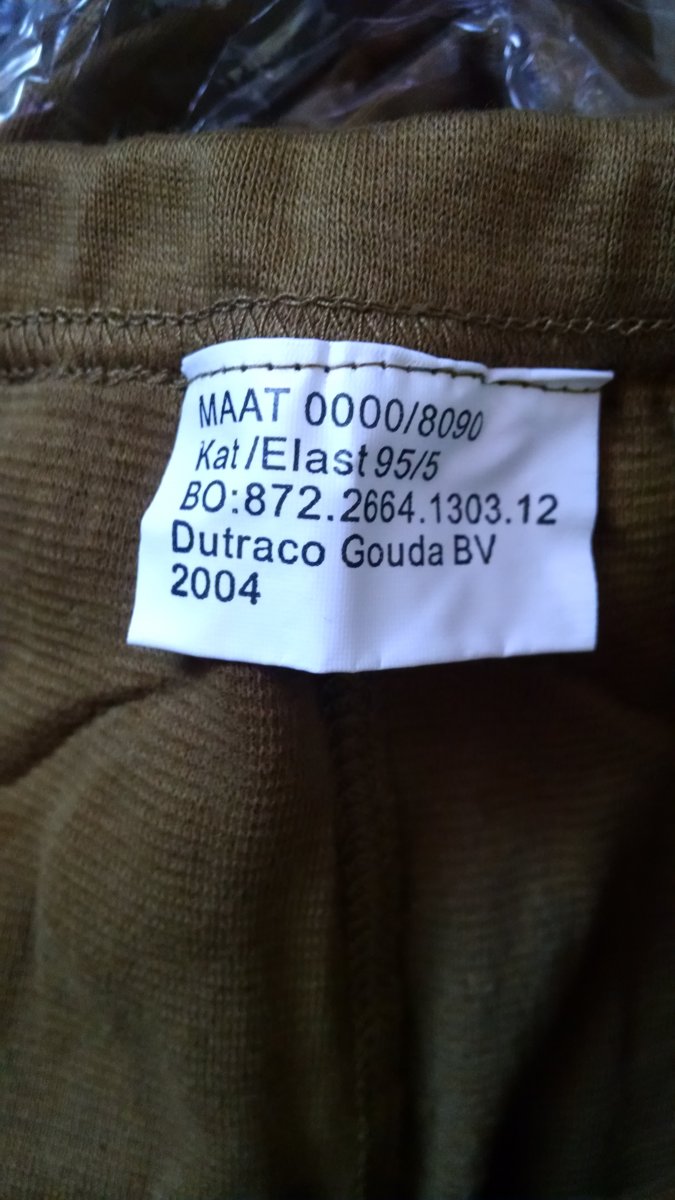 MAAT 0000/8090
Kat/Elast 95/5
BO:872.2664.1303.12
Dutraco Gouda BV
2004